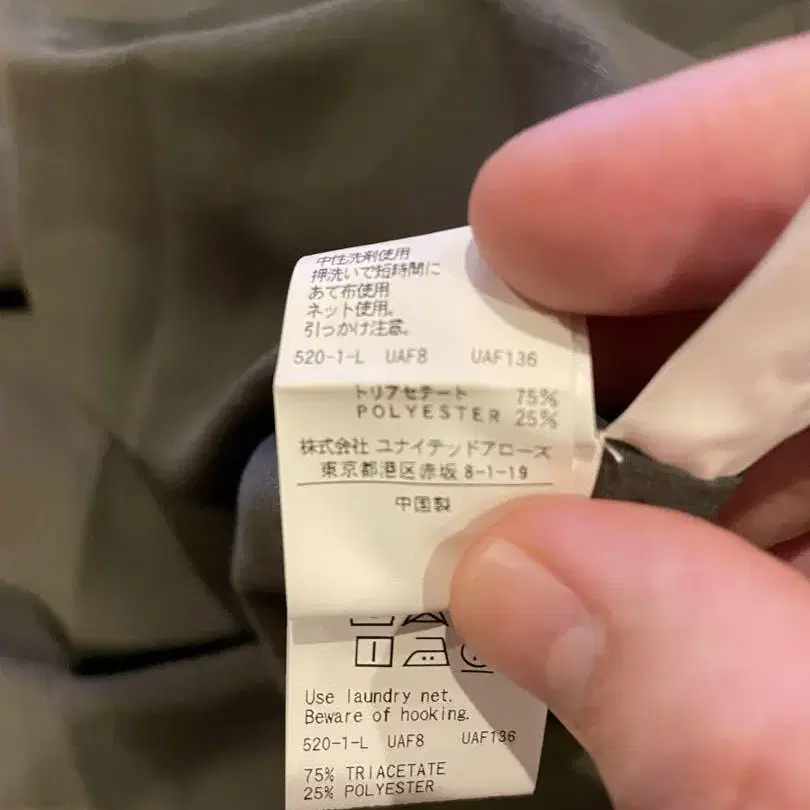 中性洗剤使用
押洗いで短時間に
あて布使用
ネット使用。
引っかけ注意。
520-1-L UAF8 UAF136
トリアセテート 75%
POLYESTER 25%
株式会社 ユナイテッドアローズ
東京都港区赤坂 8-1-19
中国製
Use laundry net.
Beware of hooking.
520-1-L UAF8 UAF136
75% TRIACETATE
25% POLYESTER